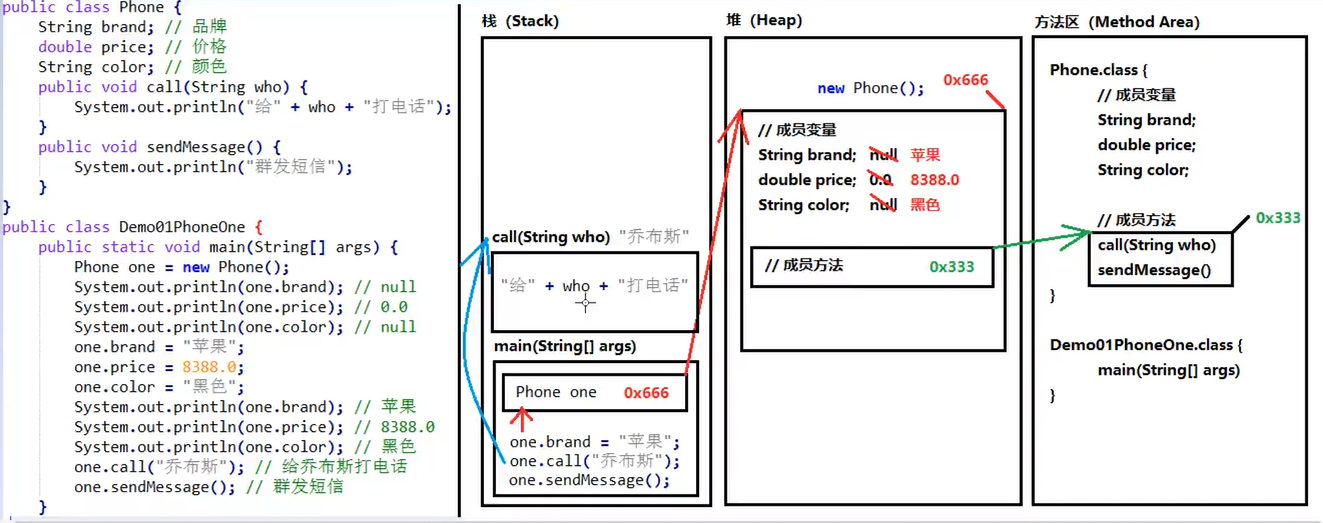 public class Phone {
String brand; // 品牌
double price; // 价格
String color; // 颜色
public void call(String who) {
System.out.println("给" + who + "打电话");
}
public void sendMessage() {
System.out.println("群发短信");
}
}
public class Demo01PhoneOne {
public static void main(String[] args) {
Phone one = new Phone();
System.out.println(one.brand); // null
System.out.println(one.price); // 0.0
System.out.println(one.color); // null
one.brand = "苹果";
one.price = 8388.0;
one.color = "黑色";
System.out.println(one.brand); // 苹果
System.out.println(one.price); // 8388.0
System.out.println(one.color); // 黑色
one.call("乔布斯"); // 给乔布斯打电话
one.sendMessage(); // 群发短信
}
栈（Stack）
call(String who) "乔布斯"
"给" + who + "打电话"
main(String[] args)
Phone one 0x666
one.brand = "苹果";
one.call("乔布斯");
one.sendMessage();
堆（Heap）
new Phone(); 0x666
// 成员变量
String brand; null 苹果
double price; 0.0 8388.0
String color; null 黑色
// 成员方法 0x333
方法区（Method Area）
Phone.class {
// 成员变量
String brand;
double price;
String color;
// 成员方法 0x333
call(String who)
sendMessage()
}
Demo01PhoneOne.class {
main(String[] args)
}